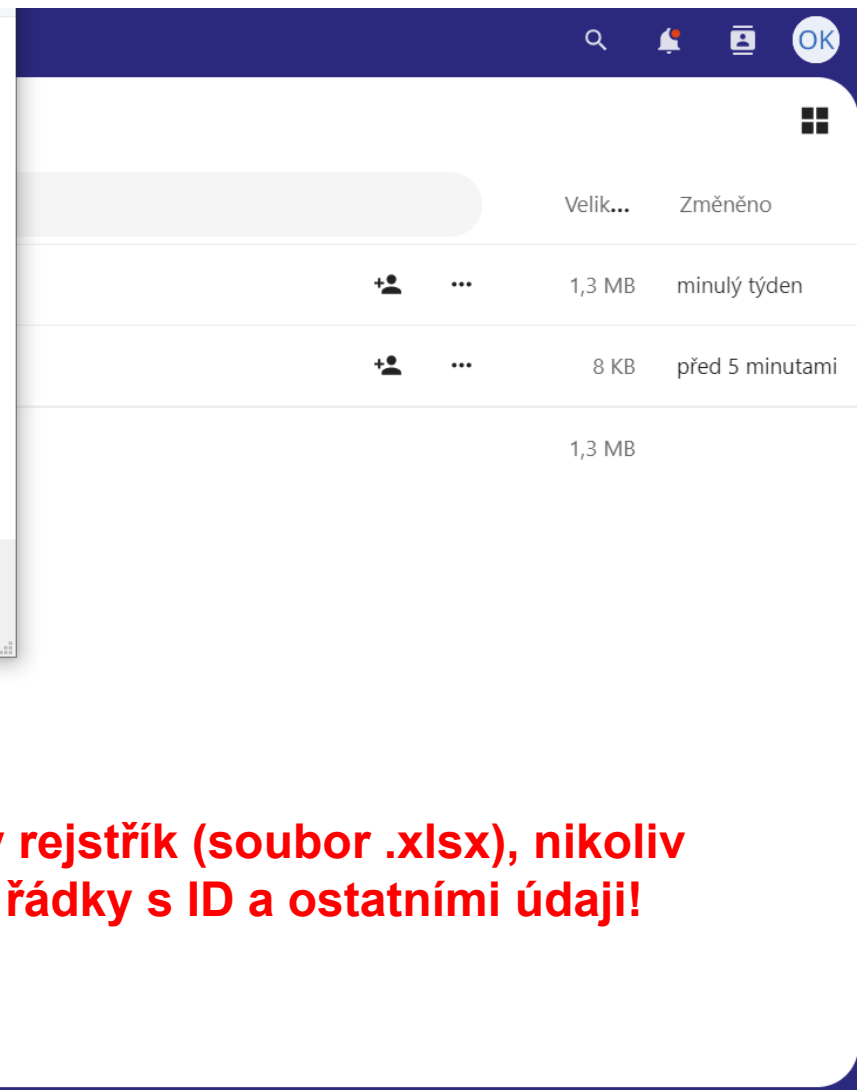 OK
Velik... Změněno
1,3 MB minulý týden
8 KB před 5 minutami
1,3 MB
rejstřík (soubor .xlsx), nikoliv
řádky s ID a ostatními údaji!